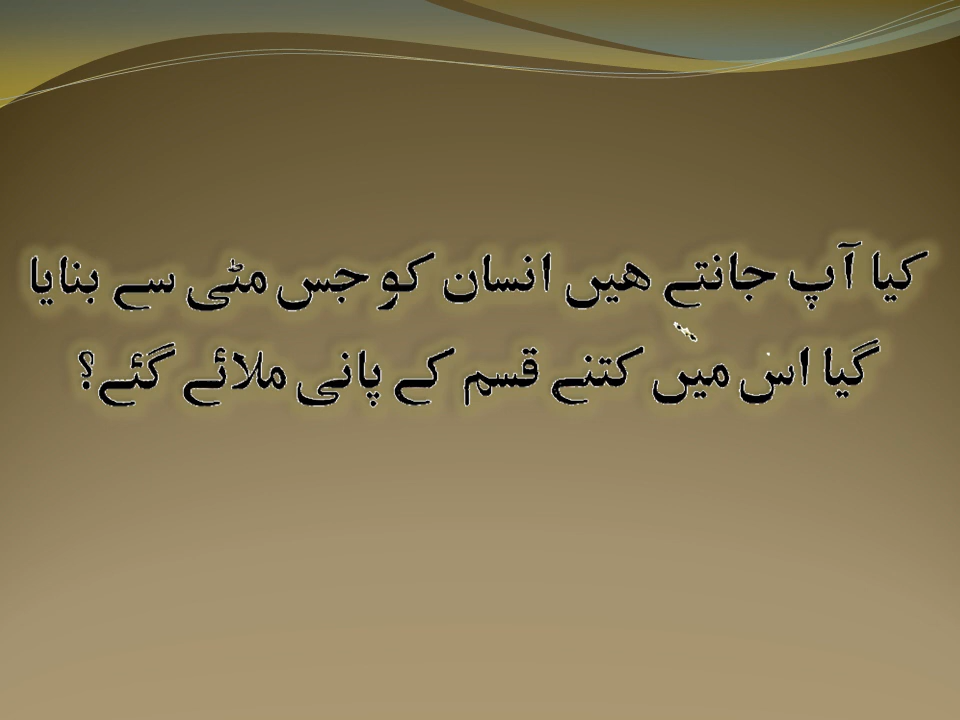 کیا آپ جانتے ھیں انسان کو جس مٹی سے بنایا
گیا اس میں کتنے قسم کے پانی ملائے گئے؟